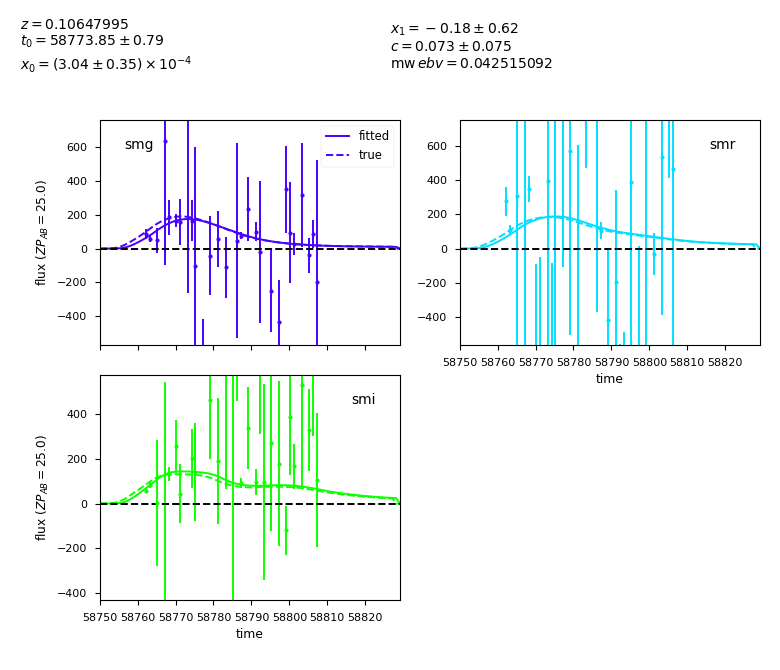 z = 0.10647995
t₀ = 58773.85 ± 0.79
x₀ = (3.04 ± 0.35) × 10⁻⁴
x₁ = −0.18 ± 0.62
c = 0.073 ± 0.075
mw ebv = 0.042515092
smg
fitted
true
600
400
200
0
−200
−400
flux (ZP_AB = 25.0)
smr
600
400
200
0
−200
−400
58750 58760 58770 58780 58790 58800 58810 58820
time
smi
400
200
0
−200
−400
flux (ZP_AB = 25.0)
58750 58760 58770 58780 58790 58800 58810 58820
time